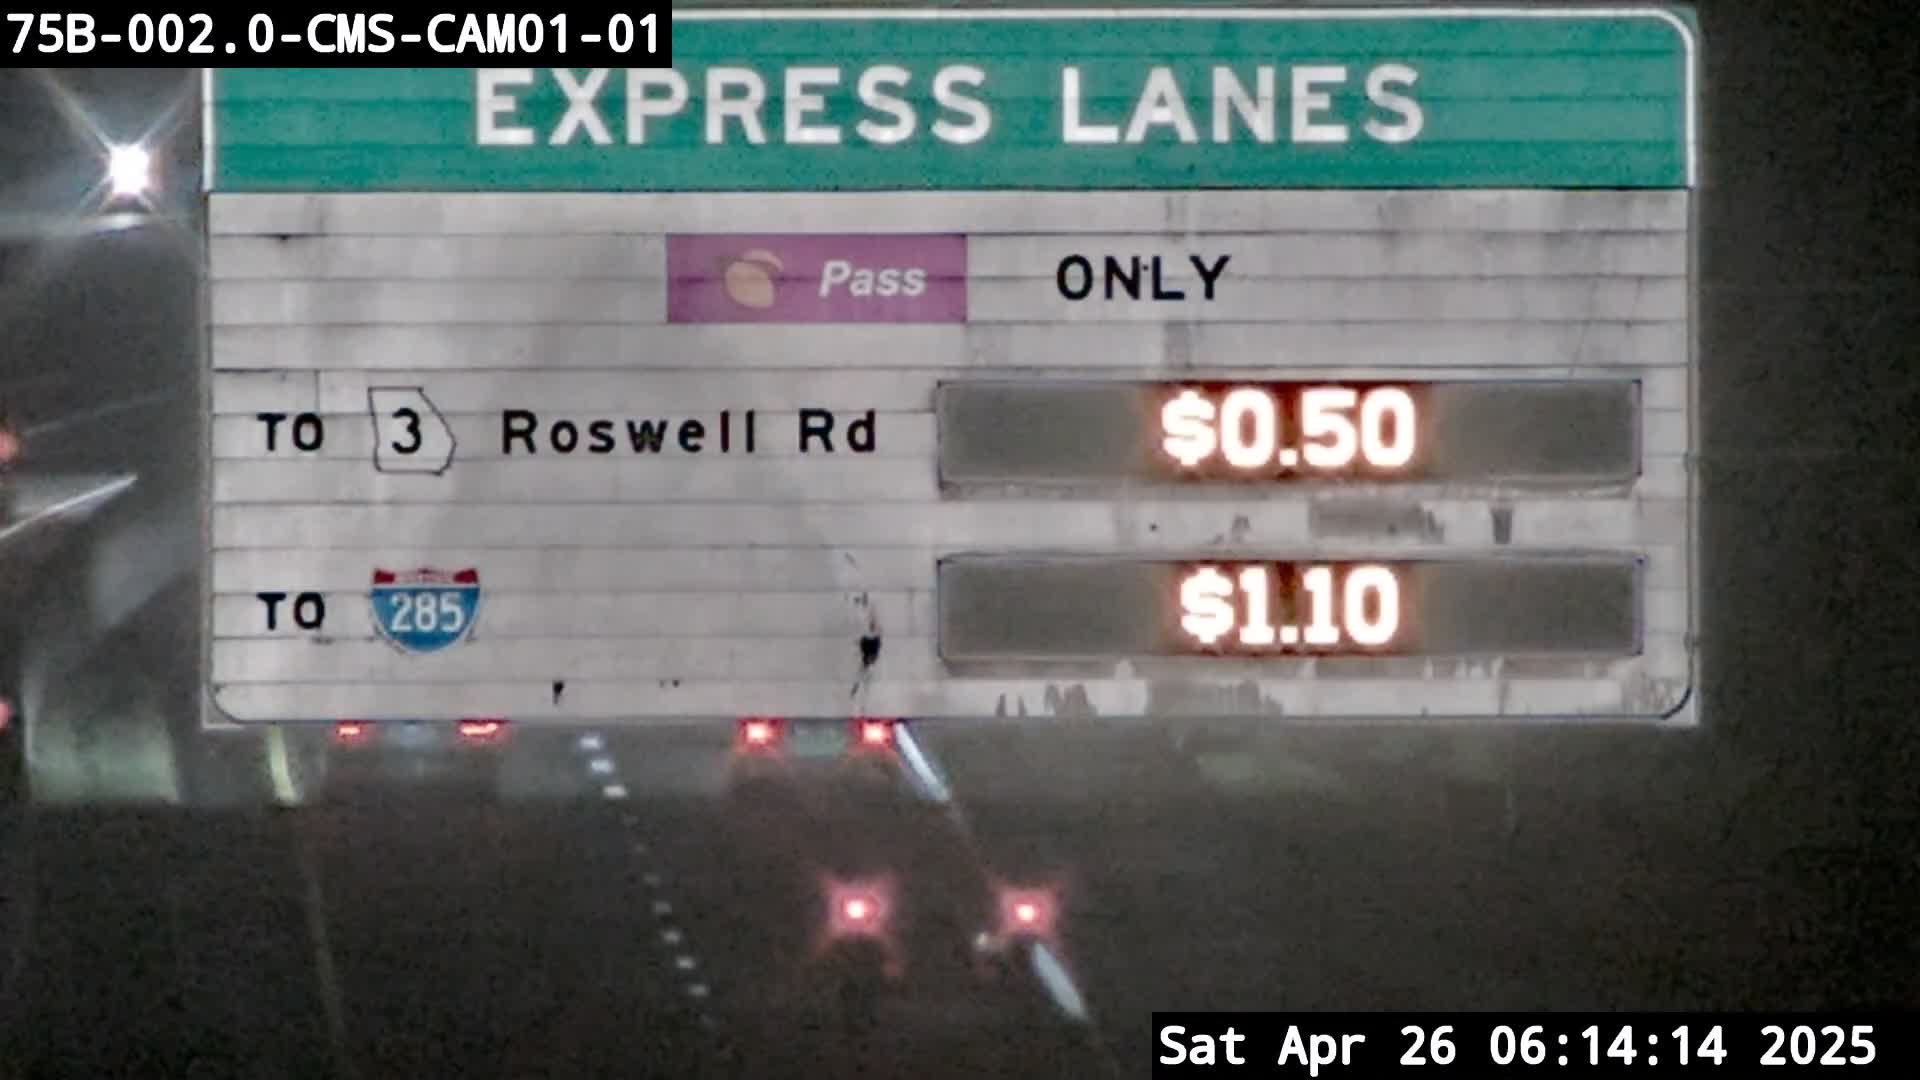 75B-002.0-CMS-CAM01-01
EXPRESS LANES
Pass ONLY
TO 3 Roswell Rd $0.50
TO 285 $1.10
Sat Apr 26 06:14:14 2025